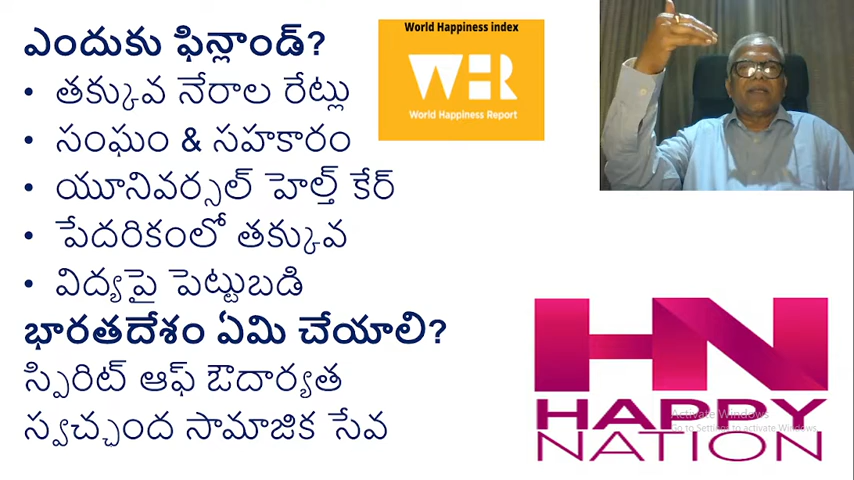 ఎందుకు ఫిన్లాండ్?
• తక్కువ నేరాల రేట్లు
• సంఘం & సహకారం
• యూనివర్సల్ హెల్త్ కేర్
• పేదరికంలో తక్కువ
• విద్యపై పెట్టుబడి
భారతదేశం ఏమి చేయాలి?
స్పిరిట్ ఆఫ్ ఔదార్యత
స్వచ్ఛంద సామాజిక సేవ
World Happiness index
WHR
World Happiness Report
HN
HAPPY
NATION
Activate Windows
Go to Settings to activate Windows.